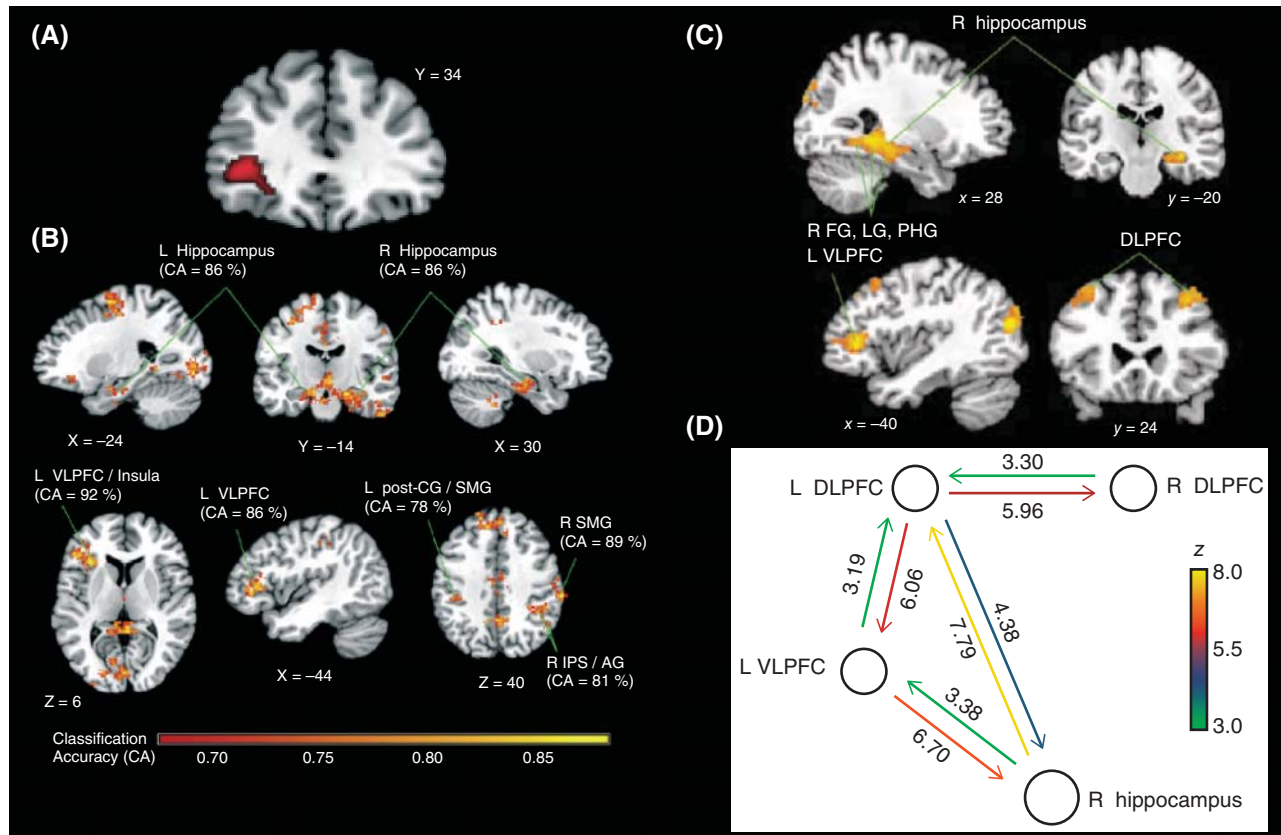 (A)
Y = 34
(B)
L Hippocampus
(CA = 86 %)
R Hippocampus
(CA = 86 %)
X = –24
Y = –14
X = 30
L VLPFC / Insula
(CA = 92 %)
L VLPFC
(CA = 86 %)
L post-CG / SMG
(CA = 78 %)
R SMG
(CA = 89 %)
R IPS / AG
(CA = 81 %)
Z = 6
X = –44
Z = 40
Classification
Accuracy (CA)
0.70 0.75 0.80 0.85
(C)
R hippocampus
x = 28
y = –20
R FG, LG, PHG
L VLPFC
DLPFC
x = –40
y = 24
(D)
L DLPFC
3.30
5.96
R DLPFC
3.19
6.06
4.38
7.79
L VLPFC
3.38
6.70
R hippocampus
z
8.0
5.5
3.0